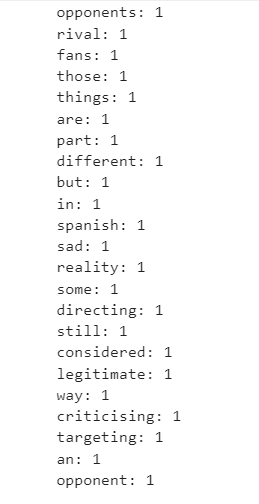 opponents: 1
rival: 1
fans: 1
those: 1
things: 1
are: 1
part: 1
different: 1
but: 1
in: 1
spanish: 1
sad: 1
reality: 1
some: 1
directing: 1
still: 1
considered: 1
legitimate: 1
way: 1
criticising: 1
targeting: 1
an: 1
opponent: 1